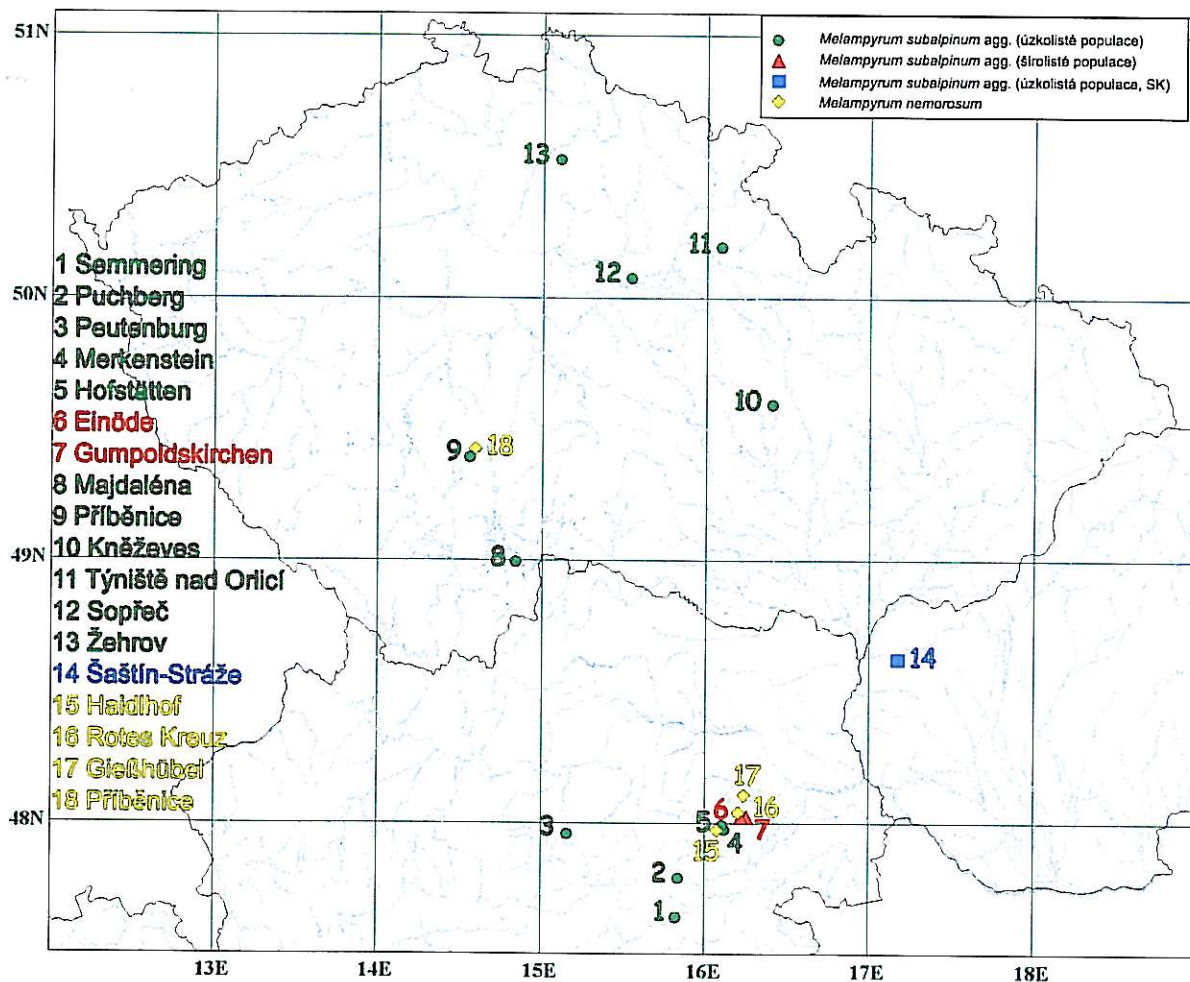 51N
Melampyrum subalpinum agg. (úzkolisté populace)
Melampyrum subalpinum agg. (širolisté populace)
Melampyrum subalpinum agg. (úzkolistá populace, SK)
Melampyrum nemorosum
13
11
12
1 Semmering
50N
2 Puchberg
3 Peutenburg
4 Merkenstein
5 Hofstätten
10
6 Einöde
7 Gumpoldskirchen
9
18
8 Majdaléna
9 Příběnice
10 Kněževes
49N
8
11 Týniště nad Orlicí
12 Sopřeč
13 Žehrov
14 Šaštín-Stráže
14
15 Haidlhof
16 Rotes Kreuz
17 Gießhübel
17
18 Příběnice
6
16
48N
3
5
7
4
15
2
1
13E
14E
15E
16E
17E
18E